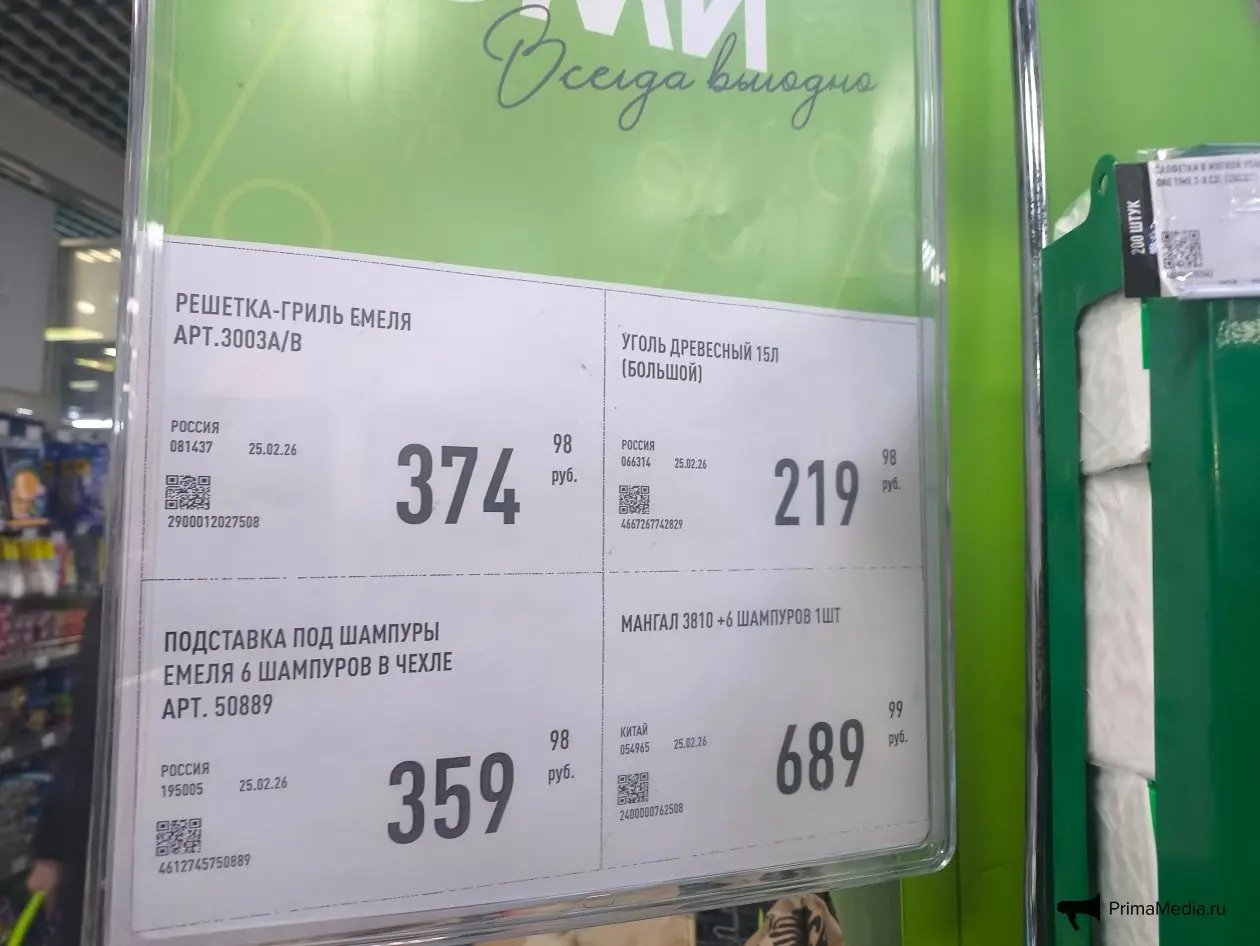 Всегда выгодно
РЕШЕТКА-ГРИЛЬ ЕМЕЛЯ
АРТ.3003А/В
РОССИЯ
081437 25.02.26
374 98
руб.
2900012027508
УГОЛЬ ДРЕВЕСНЫЙ 15Л
(БОЛЬШОЙ)
РОССИЯ
066314 25.02.26
219 98
руб.
4667267742829
ПОДСТАВКА ПОД ШАМПУРЫ
ЕМЕЛЯ 6 ШАМПУРОВ В ЧЕХЛЕ
АРТ. 50889
РОССИЯ
195005 25.02.26
359 98
руб.
4612745750889
МАНГАЛ 3810 +6 ШАМПУРОВ 1ШТ
КИТАЙ
054965 25.02.26
689 99
руб.
2400000762508
200 ШТУК
PrimaMedia.ru